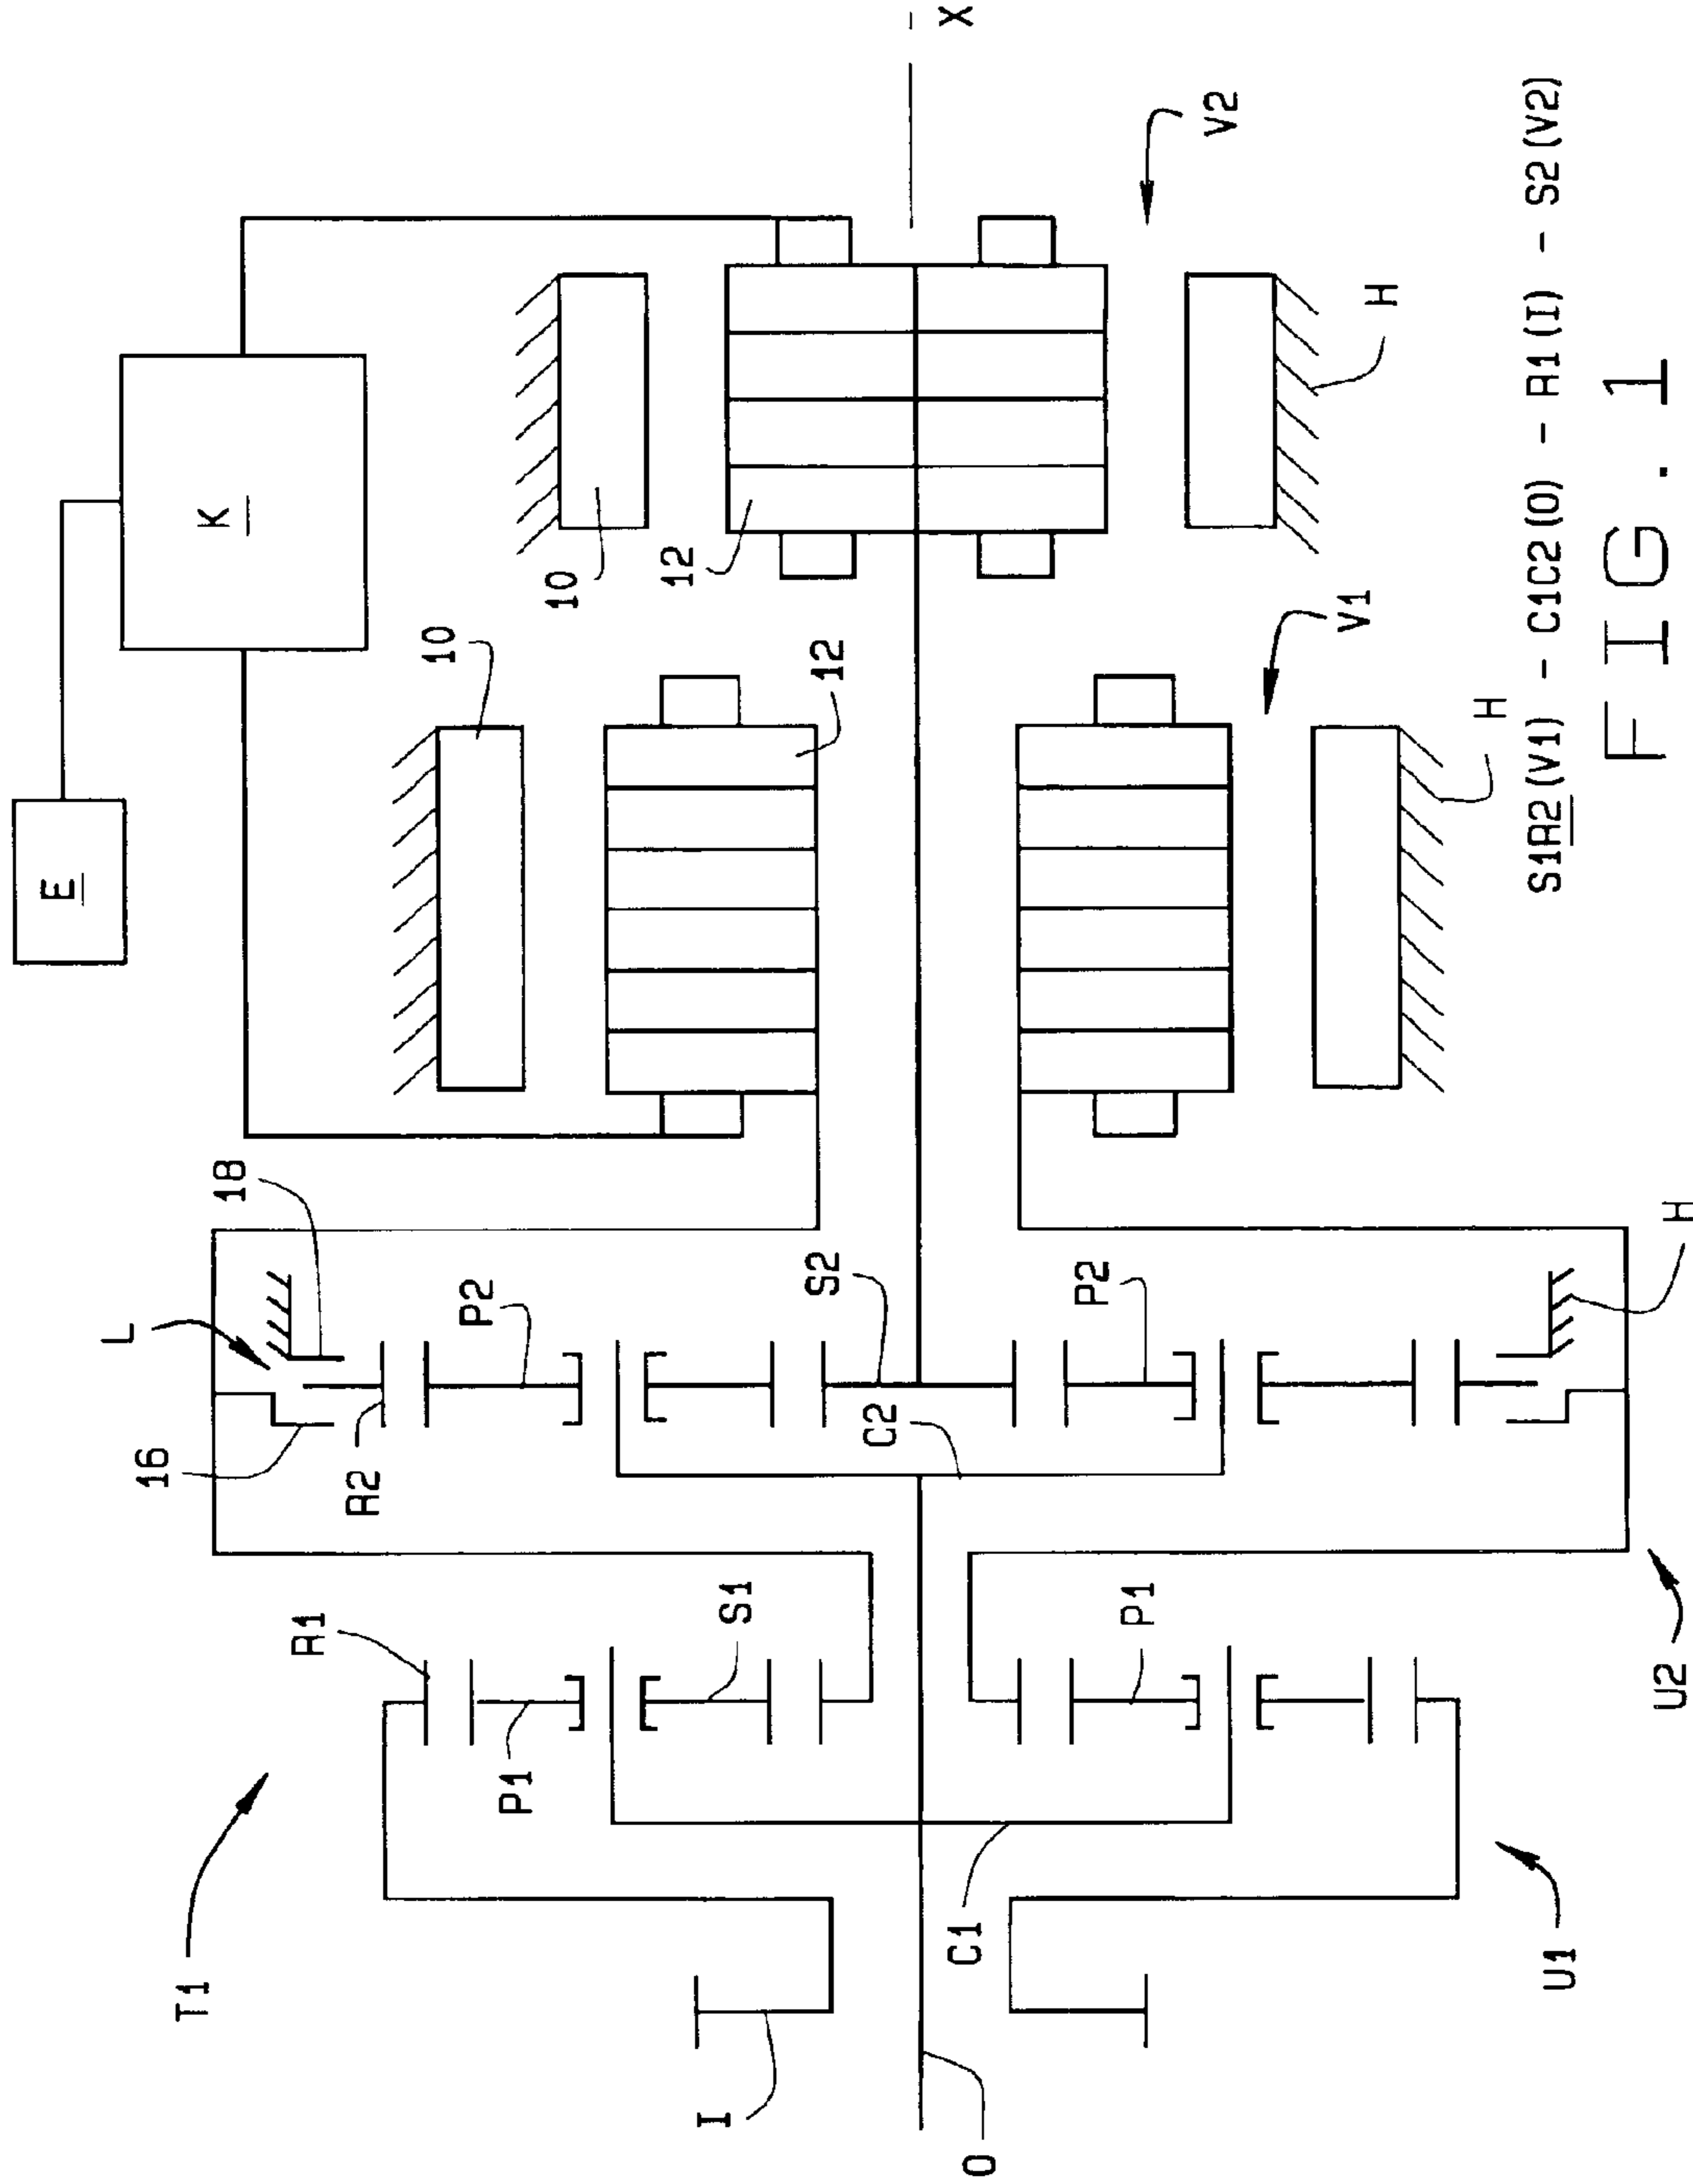 E
K
X
10
10
12
12
V2
V1
H
H
18
L
16
R2
P2
S2
P2
C2
H
R1
P1
S1
P1
T1
C1
U2
U1
I
O
S1R2(V1) - C1C2(O) - R1(I) - S2(V2)
FIG. 1